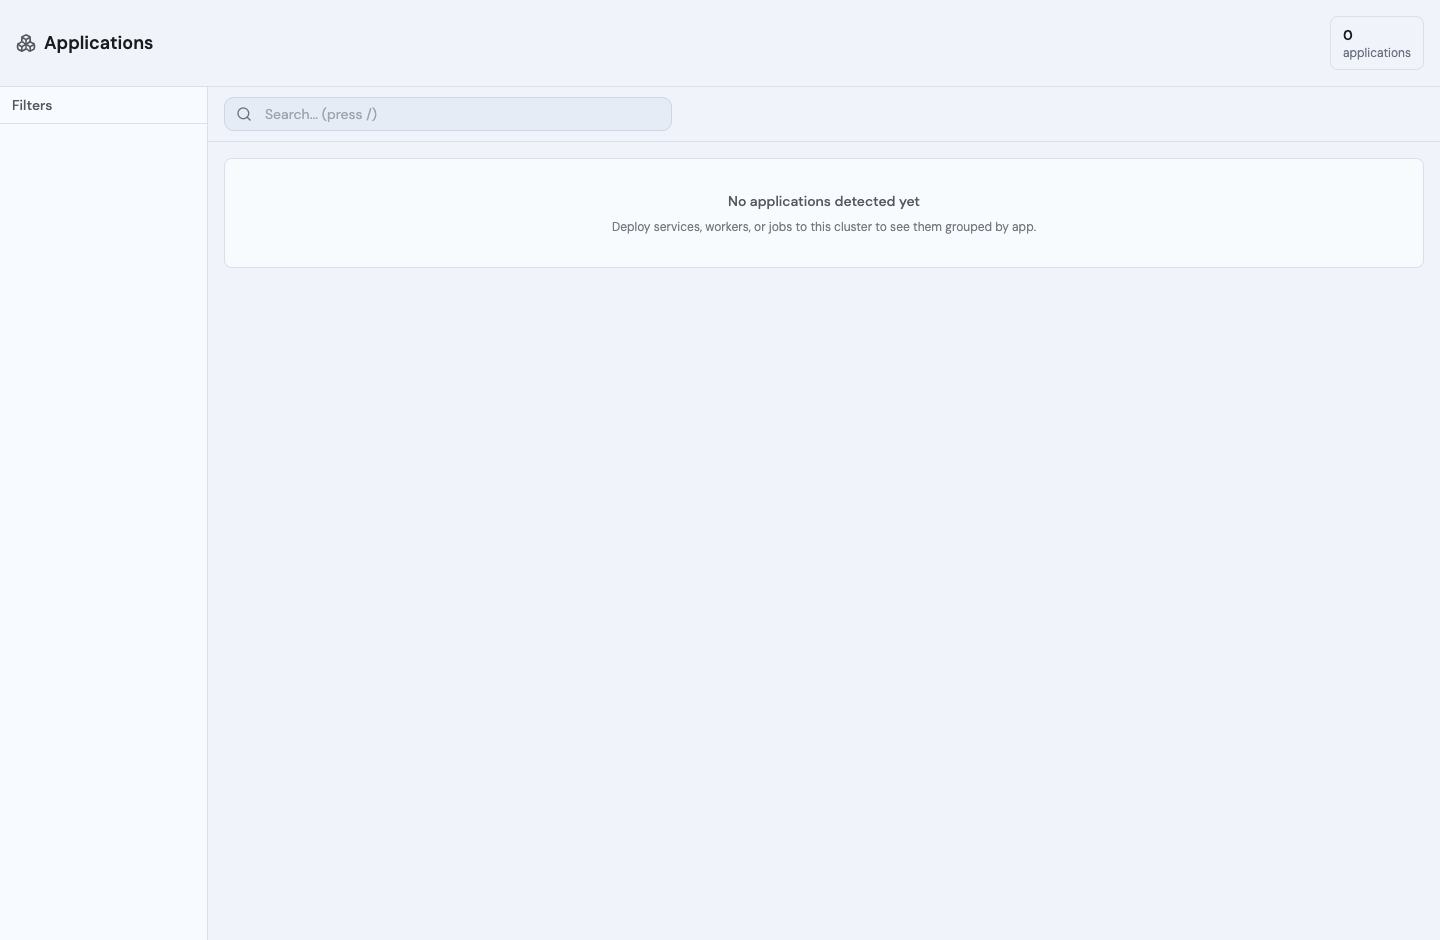 Applications
0
applications
Filters
Search... (press /)
No applications detected yet
Deploy services, workers, or jobs to this cluster to see them grouped by app.